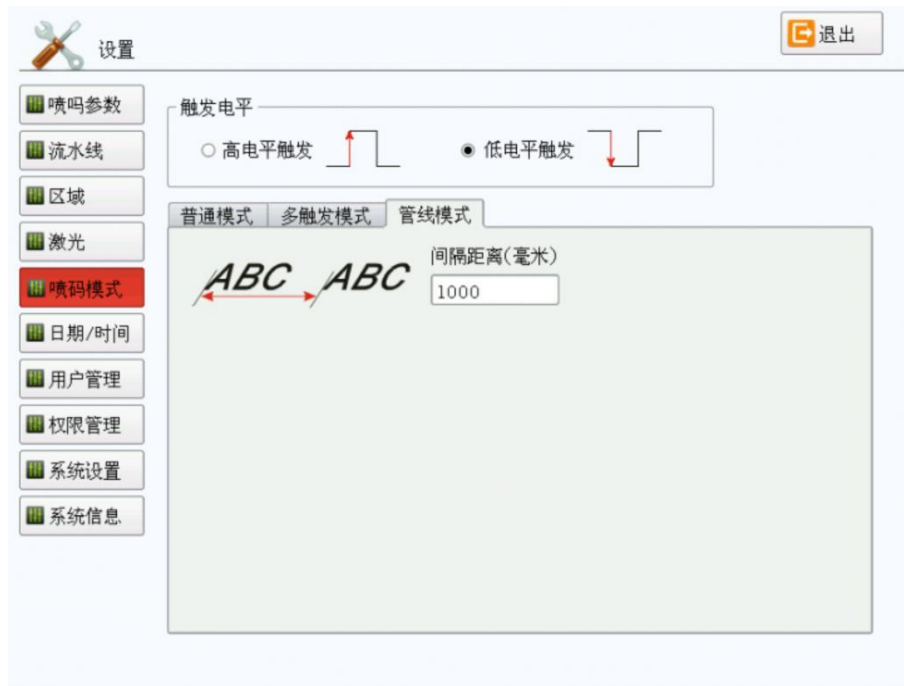 设置
退出
喷吗参数
流水线
区域
激光
喷码模式
日期/时间
用户管理
权限管理
系统设置
系统信息
触发电平
高电平触发
低电平触发
普通模式
多触发模式
管线模式
ABC ABC
间隔距离(毫米)
1000